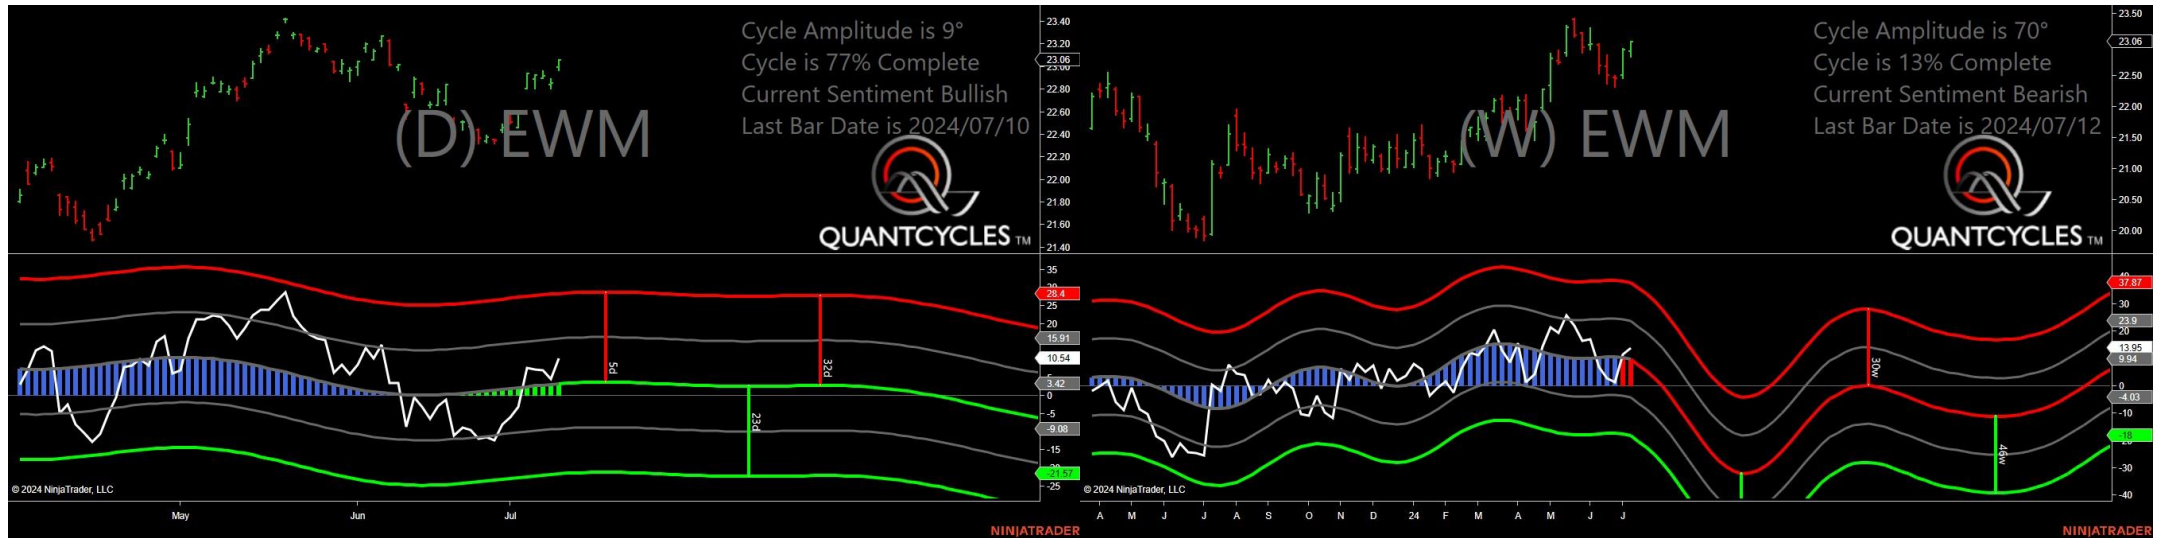 Cycle Amplitude is 9°
Cycle is 77% Complete
Current Sentiment Bullish
Last Bar Date is 2024/07/10
(D) EWM
QUANTCYCLES TM
23.40
23.20
23.06
23.00
22.80
22.60
22.40
22.20
22.00
21.80
21.60
21.40
35
28.4
25
20
15.91
10.54
3.42
0
-5
-9.08
-15
-21.57
-25
5d
23d
32d
© 2024 NinjaTrader, LLC
May
Jun
Jul
NINJATRADER
Cycle Amplitude is 70°
Cycle is 13% Complete
Current Sentiment Bearish
Last Bar Date is 2024/07/12
(W) EWM
QUANTCYCLES TM
23.50
23.06
22.50
22.00
21.50
21.00
20.50
20.00
37.87
30
23.9
20
13.95
9.94
0
-4.03
-10
-18
-30
-40
30w
46w
© 2024 NinjaTrader, LLC
A M J J A S O N D 24 F M A M J J
NINJATRADER